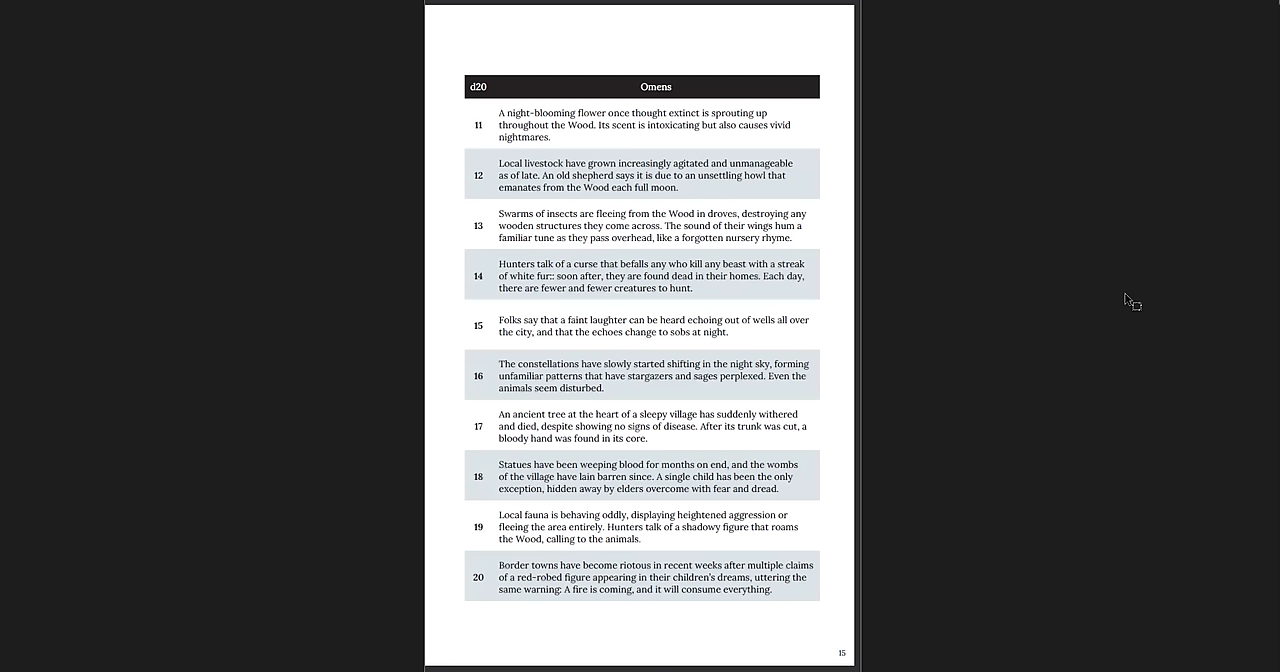 d20 Omens
11 A night-blooming flower once thought extinct is sprouting up
throughout the Wood. Its scent is intoxicating but also causes vivid
nightmares.
12 Local livestock have grown increasingly agitated and unmanageable
as of late. An old shepherd says it is due to an unsettling howl that
emanates from the Wood each full moon.
13 Swarms of insects are fleeing from the Wood in droves, destroying any
wooden structures they come across. The sound of their wings hum a
familiar tune as they pass overhead, like a forgotten nursery rhyme.
14 Hunters talk of a curse that befalls any who kill any beast with a streak
of white fur:: soon after, they are found dead in their homes. Each day,
there are fewer and fewer creatures to hunt.
15 Folks say that a faint laughter can be heard echoing out of wells all over
the city, and that the echoes change to sobs at night.
16 The constellations have slowly started shifting in the night sky, forming
unfamiliar patterns that have stargazers and sages perplexed. Even the
animals seem disturbed.
17 An ancient tree at the heart of a sleepy village has suddenly withered
and died, despite showing no signs of disease. After its trunk was cut, a
bloody hand was found in its core.
18 Statues have been weeping blood for months on end, and the wombs
of the village have lain barren since. A single child has been the only
exception, hidden away by elders overcome with fear and dread.
19 Local fauna is behaving oddly, displaying heightened aggression or
fleeing the area entirely. Hunters talk of a shadowy figure that roams
the Wood, calling to the animals.
20 Border towns have become riotous in recent weeks after multiple claims
of a red-robed figure appearing in their children's dreams, uttering the
same warning: A fire is coming, and it will consume everything.
15